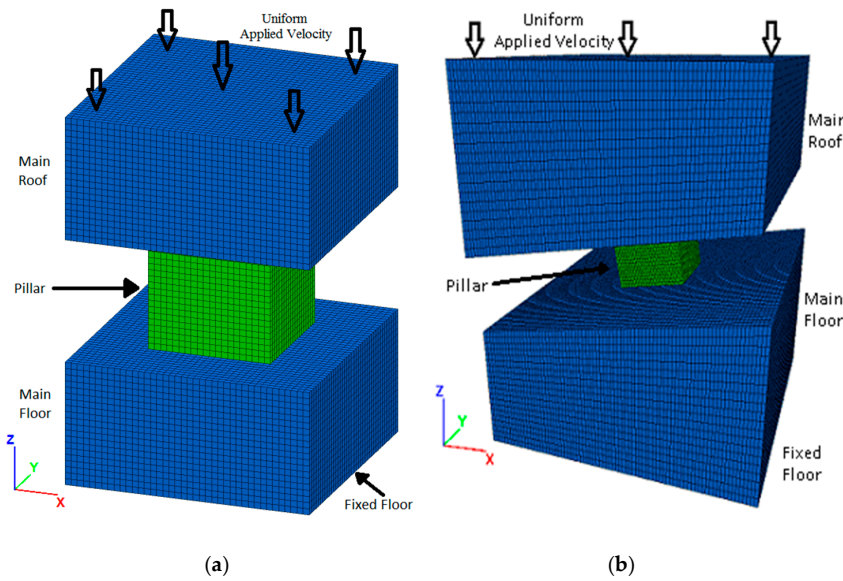 Uniform
Applied Velocity
Main
Roof
Pillar
Main
Floor
Z
Y
X
Fixed Floor
(a)
Uniform
Applied Velocity
Main
Roof
Pillar
Main
Floor
Z
Y
X
Fixed
Floor
(b)